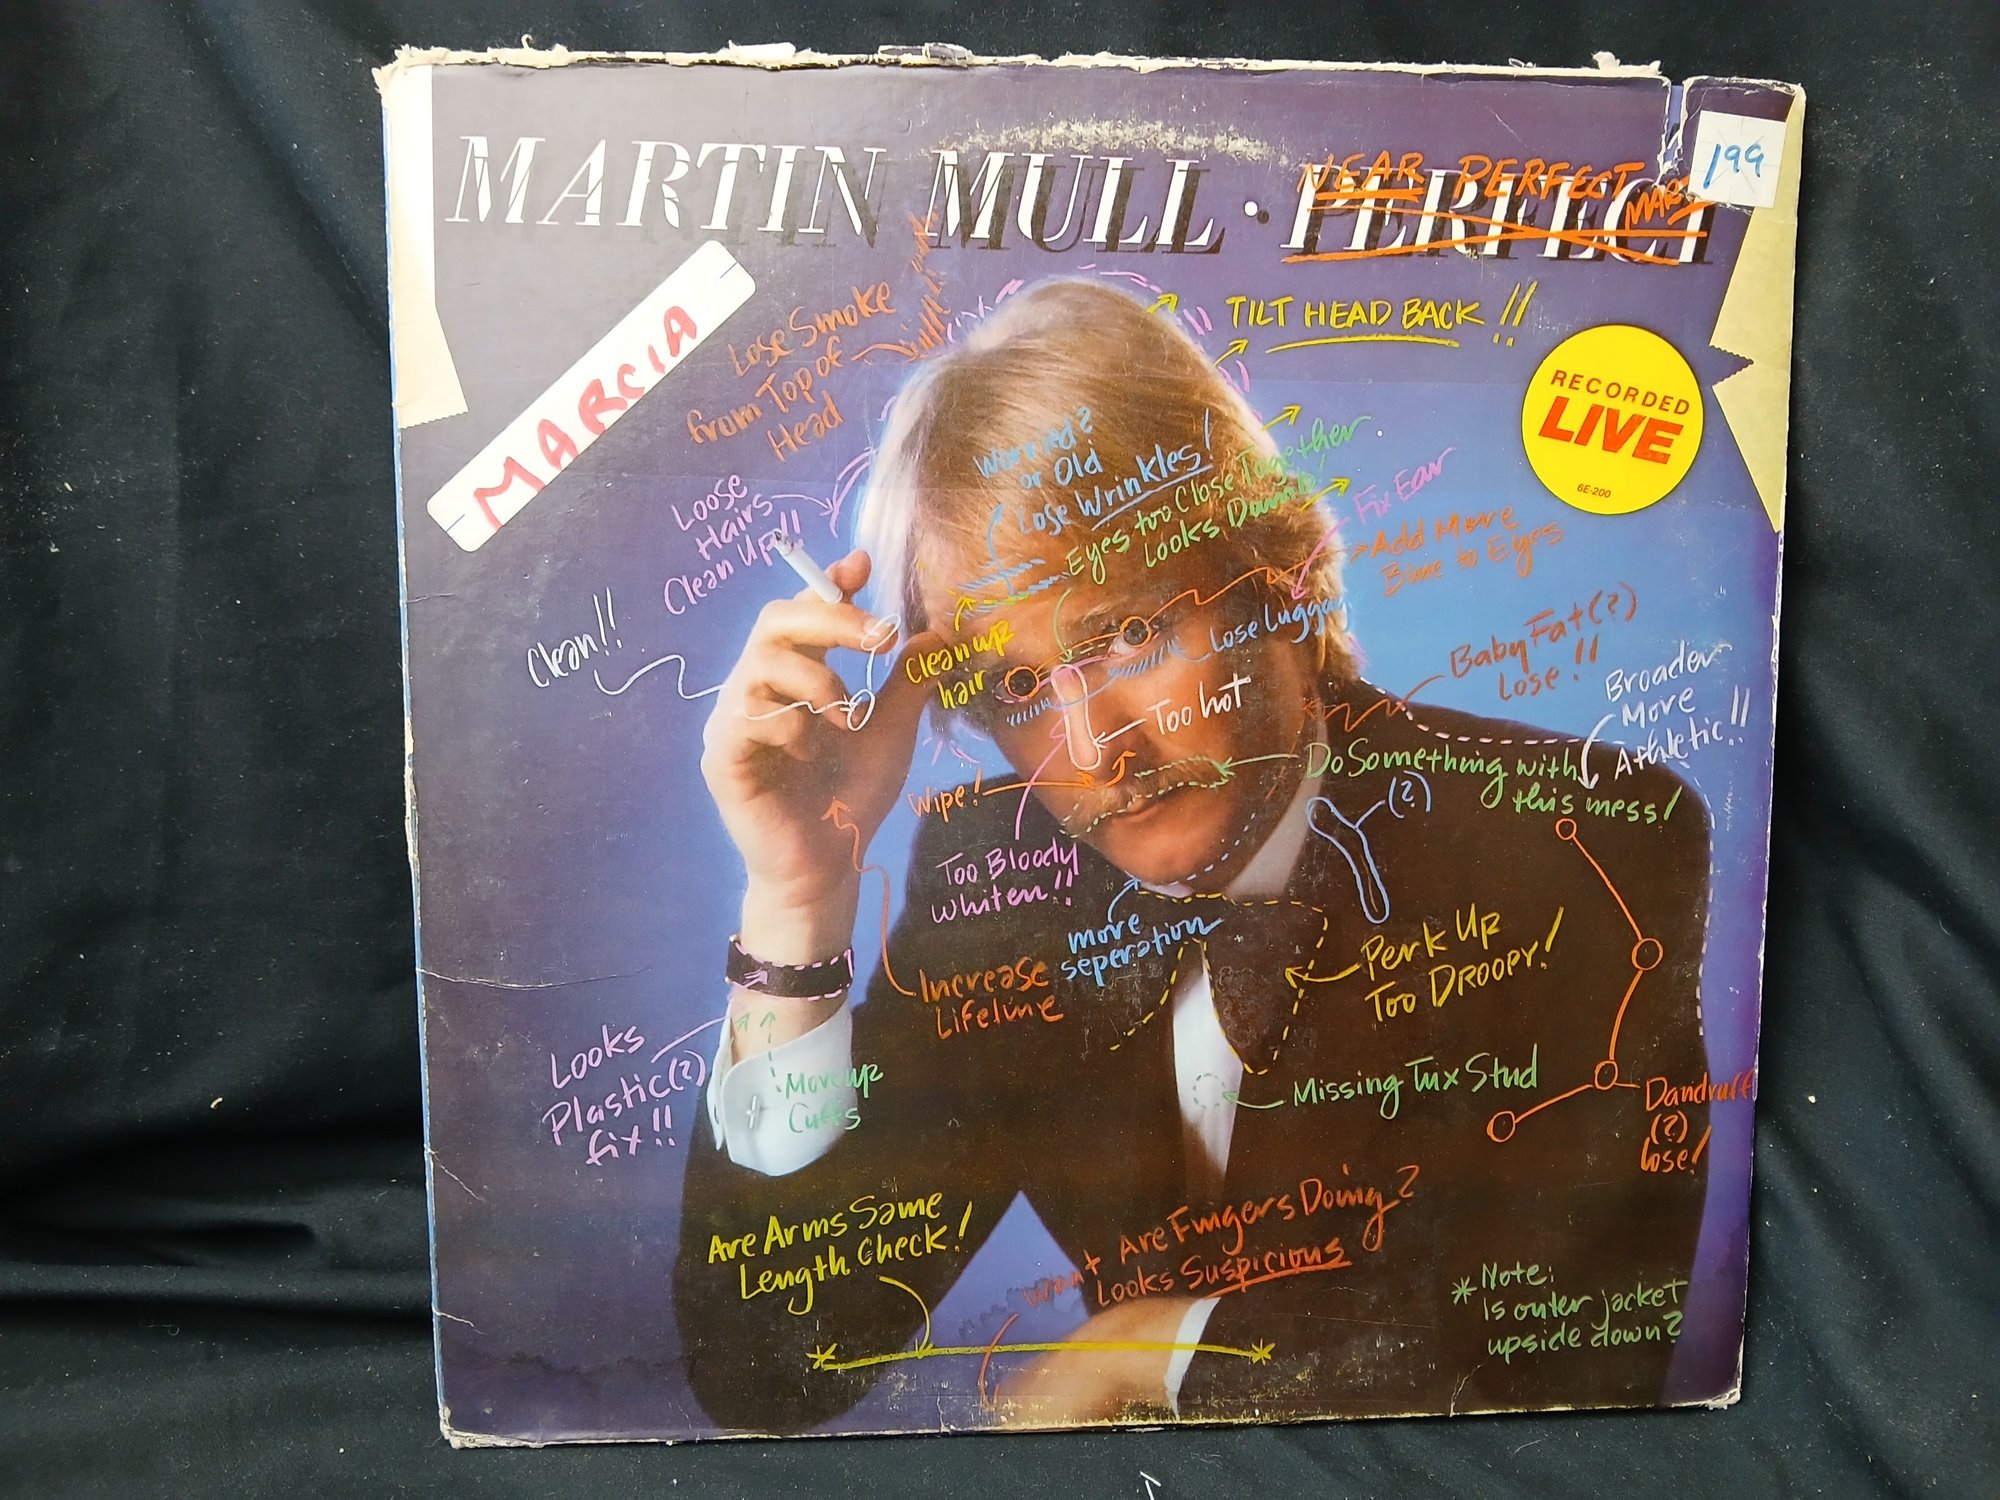 MARTIN MULL · PERFECT
NEAR PERFECT
199
MARCIA
TILT HEAD BACK!!
RECORDED
LIVE
6E-200
Lose Smoke
from Top of
Head
Worried?
or Old
Lose Wrinkles!
Eyes too Close Together
Looks Dumb!
Fix Ear
Add More
Blue to Eyes
Loose
Hairs
Clean Up!!
Clean!!
Clean up
hair
Lose Luggage
Baby Fat (?)
Lose!!
Broaden
More
Athletic!!
Too hot
Do Something with
this mess!
(?)
Wipe!
Too Bloody
Whiten!!
more
seperation
Perk Up
Too DROOPY!
Increase
Lifeline
Looks
Plastic(?)
fix!!
Move up
Cuffs
Missing Tux Stud
Dandruff
(?)
Lose!
Are Arms Same
Length. Check!
What Are Fingers Doing?
Looks Suspicious
*Note:
Is outer jacket
upside down?